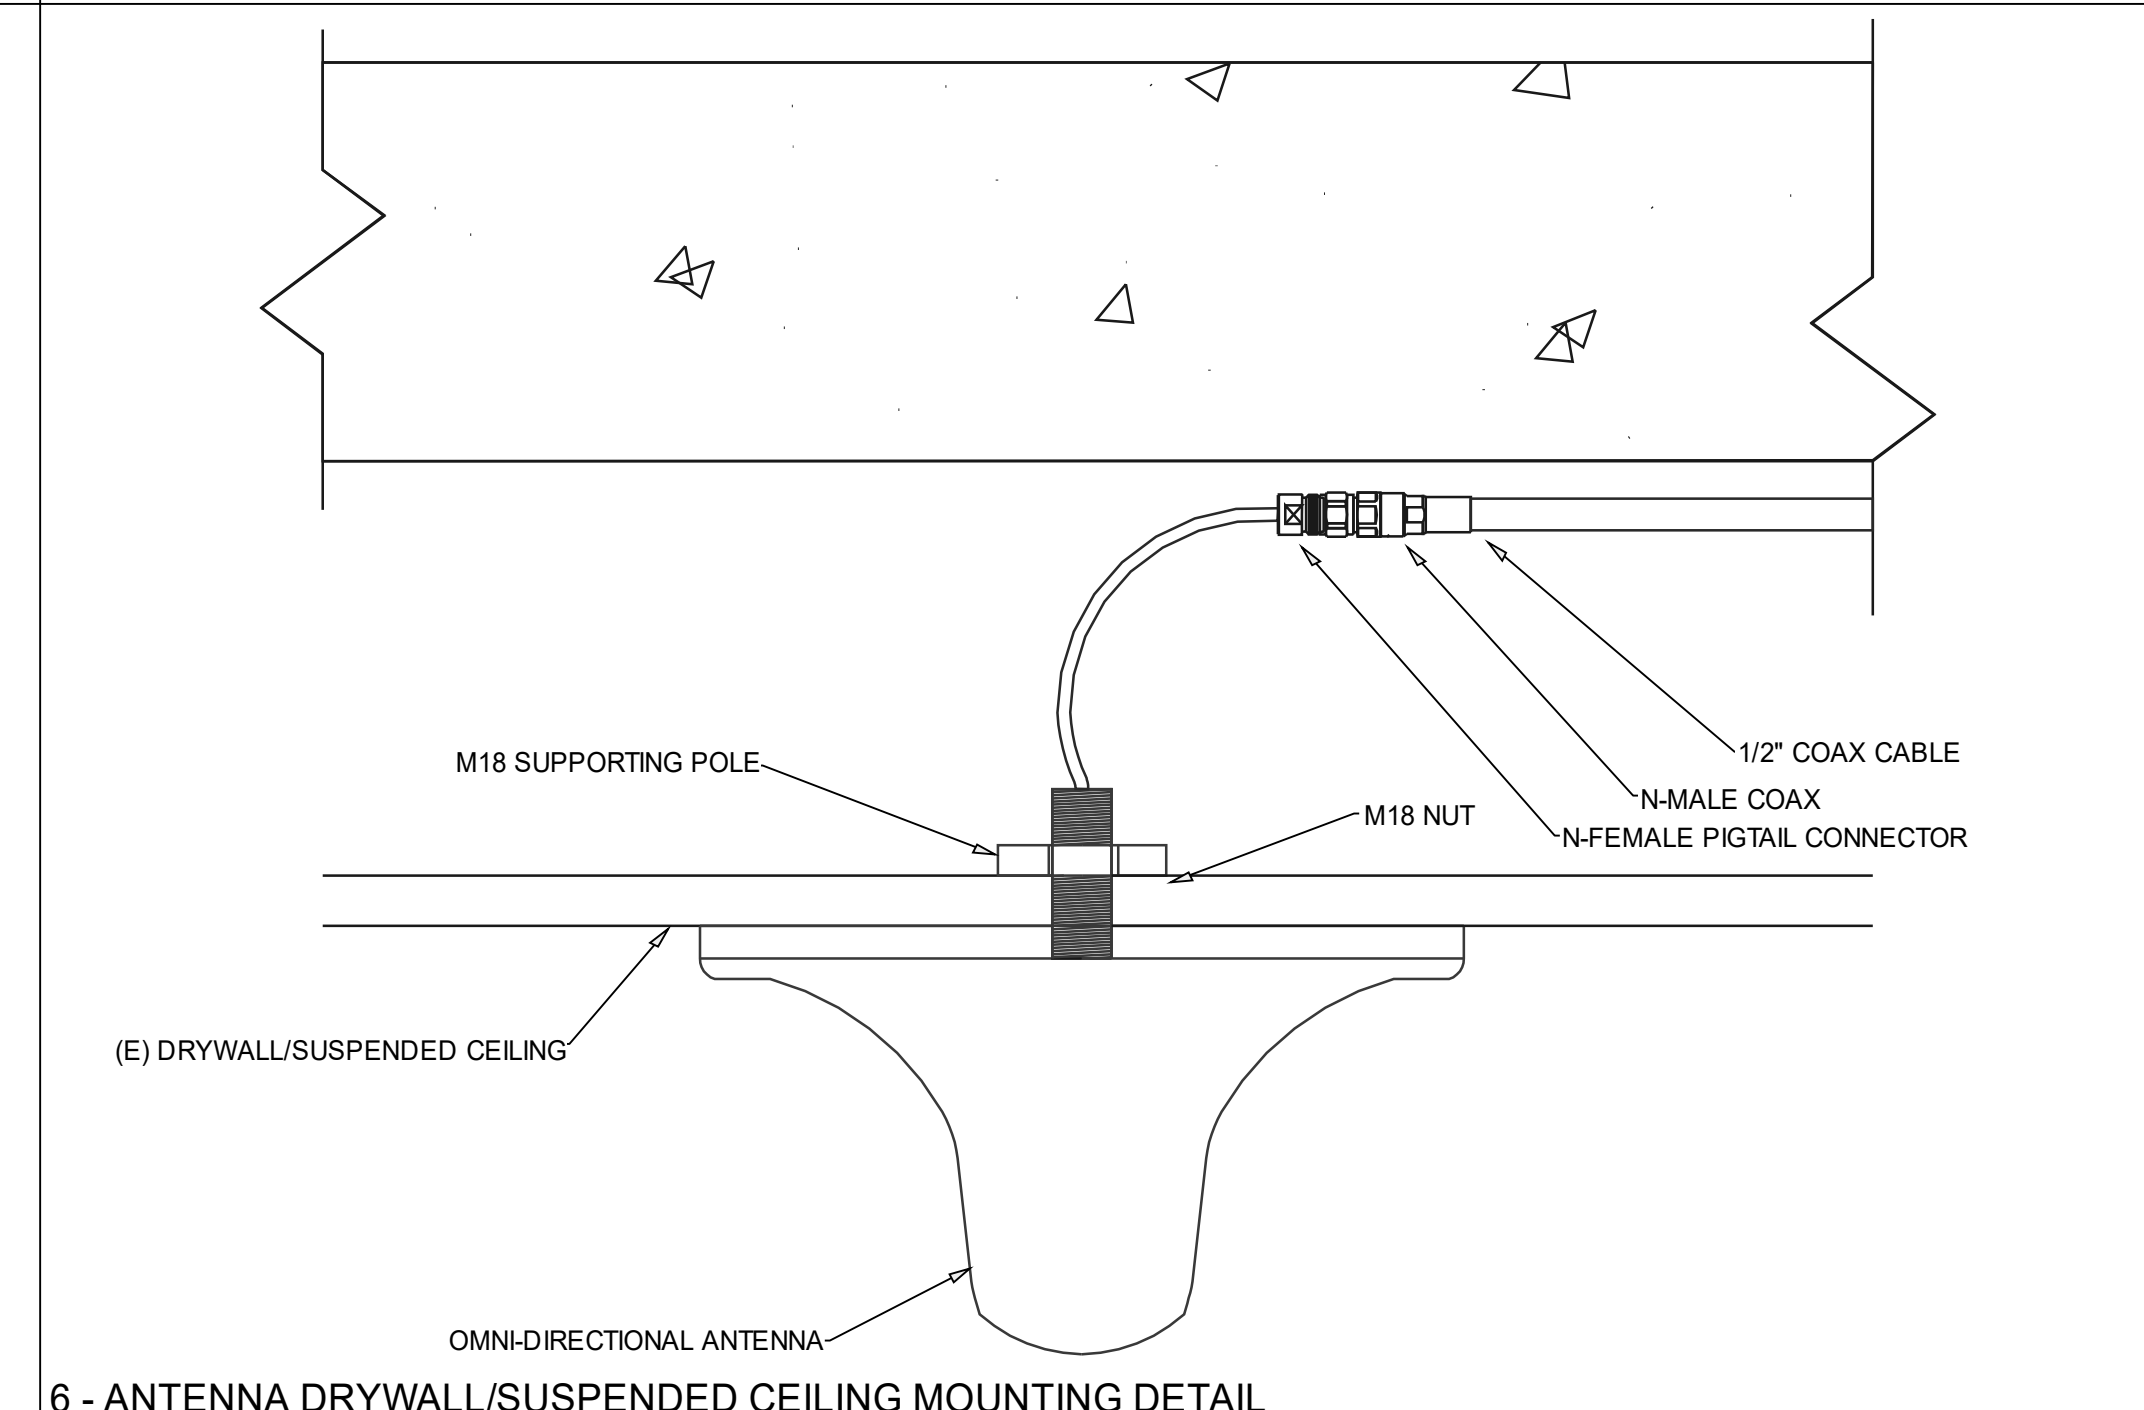 1/2" COAX CABLE
M18 SUPPORTING POLE
N-MALE COAX
M18 NUT
N-FEMALE PIGTAIL CONNECTOR
(E) DRYWALL/SUSPENDED CEILING
OMNI-DIRECTIONAL ANTENNA
6 - ANTENNA DRYWALL/SUSPENDED CEILING MOUNTING DETAIL